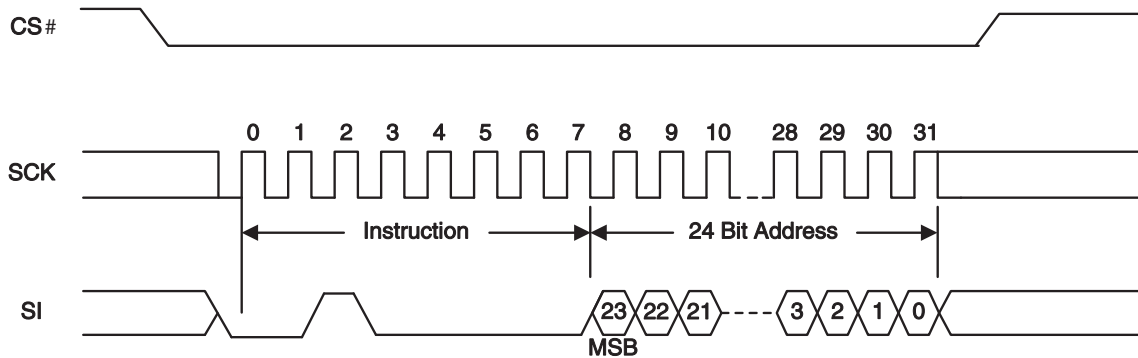 CS#
0 1 2 3 4 5 6 7 8 9 10 28 29 30 31
SCK
Instruction 24 Bit Address
SI 23 22 21 3 2 1 0
MSB